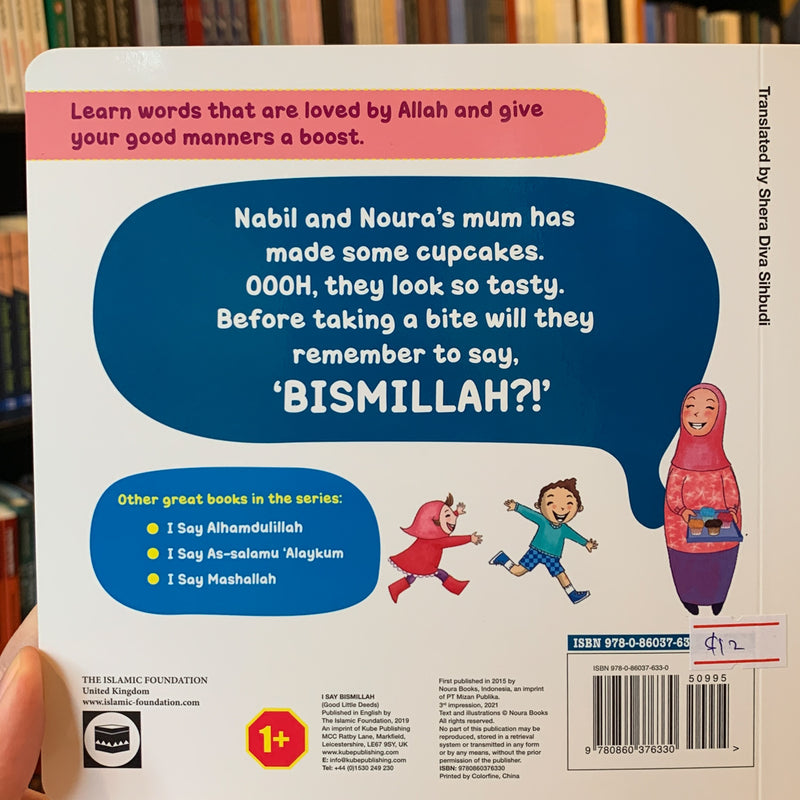 Learn words that are loved by Allah and give
your good manners a boost.
Translated by Shera Diva Sihbudi
Nabil and Noura's mum has
made some cupcakes.
OOOH, they look so tasty.
Before taking a bite will they
remember to say,
'BISMILLAH?!'
Other great books in the series:
I Say Alhamdulillah
I Say As-salamu 'Alaykum
I Say Mashallah
THE ISLAMIC FOUNDATION
United Kingdom
www.islamic-foundation.com
1+
I SAY BISMILLAH
(Good Little Deeds)
Published in English by
The Islamic Foundation, 2019
An imprint of Kube Publishing
MCC Ratby Lane, Markfield,
Leicestershire, LE67 9SY, UK
www.kubepublishing.com
E: info@kubepublishing.com
Tel: +44 (0)1530 249 230
First published in 2015 by
Noura Books, Indonesia, an imprint
of PT Mizan Publika.
3rd impression, 2021
Text and illustrations © Noura Books
All rights reserved.
No part of this publication may be
reproduced, stored in a retrieval
system or transmitted in any form
or by any means, without the prior
permission of the publisher.
ISBN: 9780860376330
Printed by Colorfine, China
ISBN 978-0-86037-63
12
ISBN 978-0-86037-633-0
50995
9 780860 376330 >